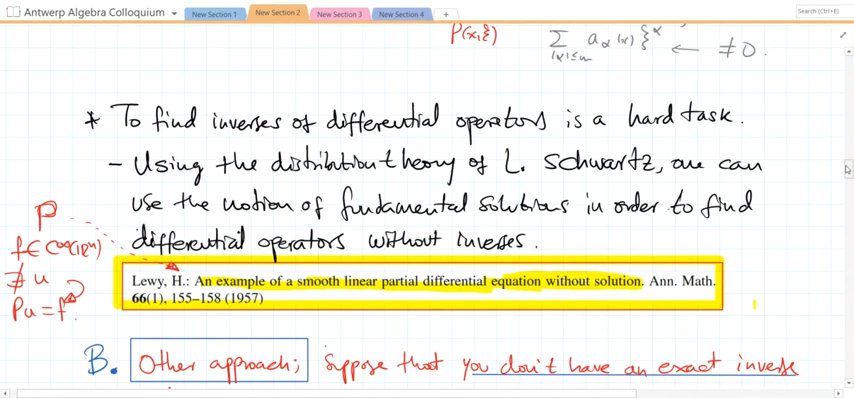 Antwerp Algebra Colloquium
New Section 1
New Section 2
New Section 3
New Section 4
+
Search (Ctrl+E)
P(x,ξ)
Σ aα(x) ξ^α
|α|≤m
← ≠0.
* To find inverses of differential operators is a hard task.
- Using the distribution theory of L. Schwartz, one can
use the notion of fundamental solutions in order to find
differential operators without inverses.
P
f∈C^∞(ℝ^n)
∄ u
Pu = f
Lewy, H.: An example of a smooth linear partial differential equation without solution. Ann. Math.
66(1), 155–158 (1957)
B. Other approach; Suppose that you don't have an exact inverse